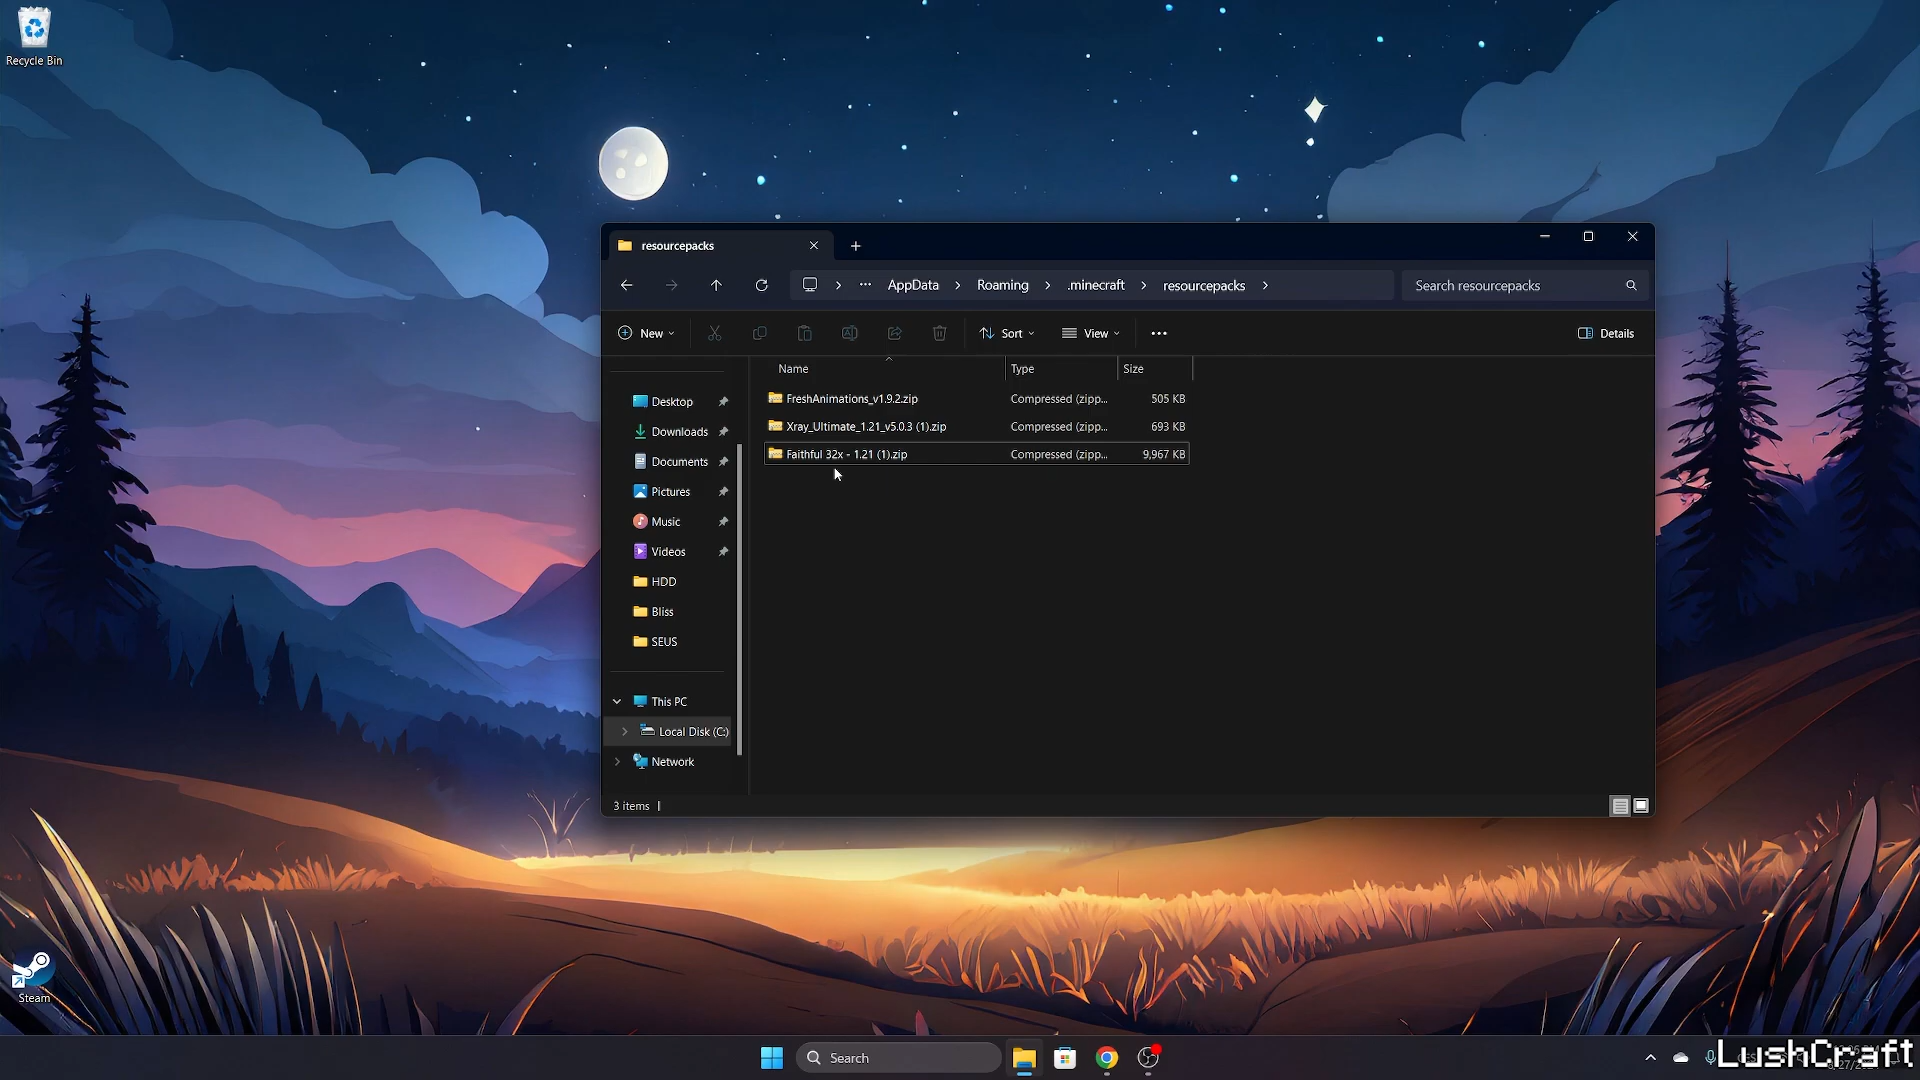 Recycle Bin
resourcepacks
AppData
Roaming
.minecraft
resourcepacks
Search resourcepacks
New
Sort
View
Details
Name
Type
Size
FreshAnimations_v1.9.2.zip
Compressed (zipp...
505 KB
Xray_Ultimate_1.21_v5.0.3 (1).zip
Compressed (zipp...
693 KB
Faithful 32x - 1.21 (1).zip
Compressed (zipp...
9,967 KB
Desktop
Downloads
Documents
Pictures
Music
Videos
HDD
Bliss
SEUS
This PC
Local Disk (C:)
Network
3 items
Steam
Search
LushCraft